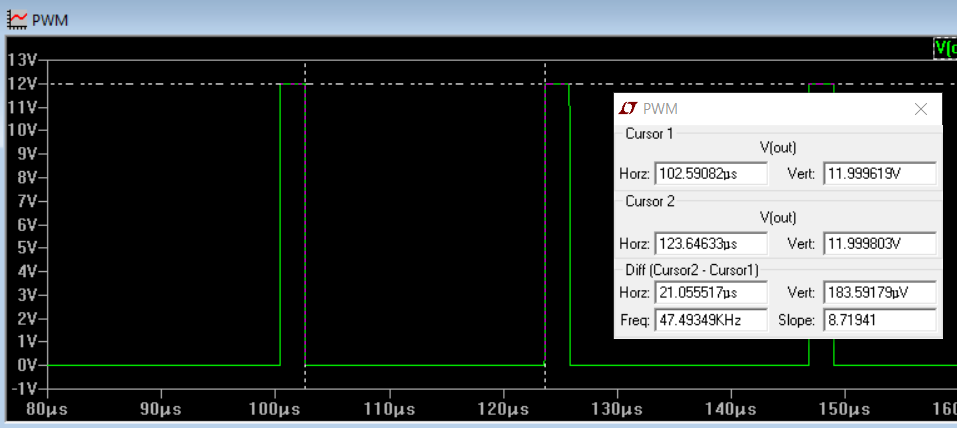 PWM
V(o
13V
12V
11V
10V
9V
8V
7V
6V
5V
4V
3V
2V
1V
0V
-1V
80µs 90µs 100µs 110µs 120µs 130µs 140µs 150µs 160
PWM
Cursor 1
V(out)
Horz: 102.59082µs Vert: 11.999619V
Cursor 2
V(out)
Horz: 123.64633µs Vert: 11.999803V
Diff (Cursor2 - Cursor1)
Horz: 21.055517µs Vert: 183.59179µV
Freq: 47.49349KHz Slope: 8.71941